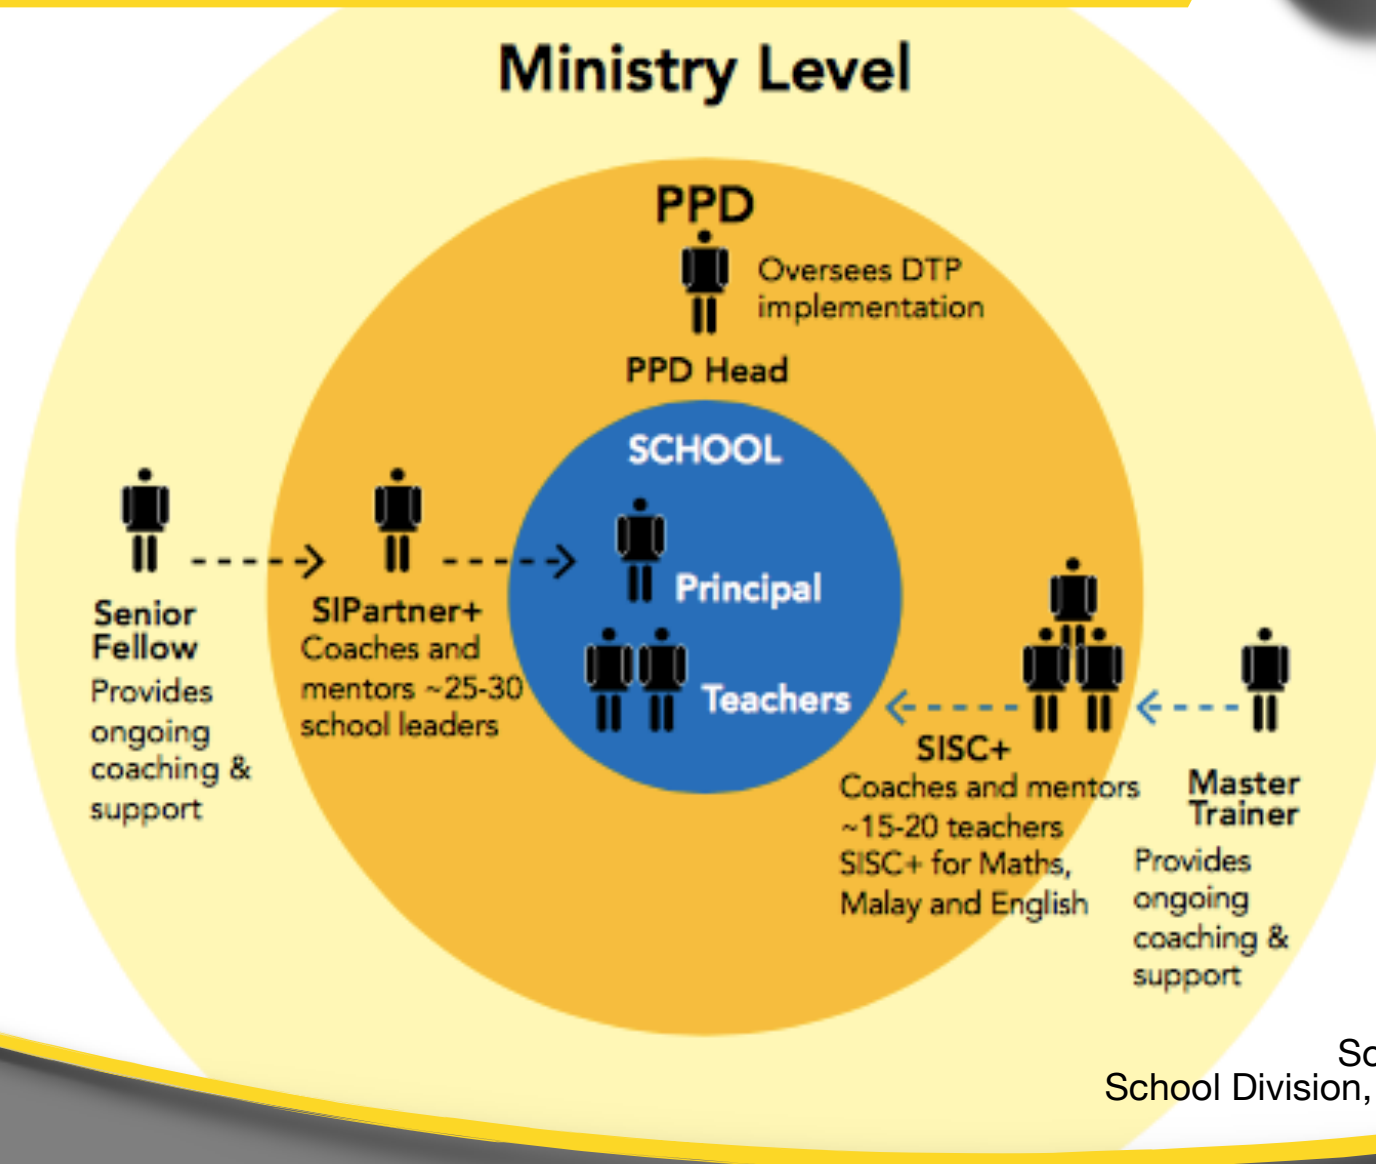 Ministry Level
PPD
Oversees DTP
implementation
PPD Head
SCHOOL
Principal
Teachers
Senior
Fellow
Provides
ongoing
coaching &
support
SIPartner+
Coaches and
mentors ~25-30
school leaders
SISC+
Coaches and mentors
~15-20 teachers
SISC+ for Maths,
Malay and English
Master
Trainer
Provides
ongoing
coaching &
support
School Division,